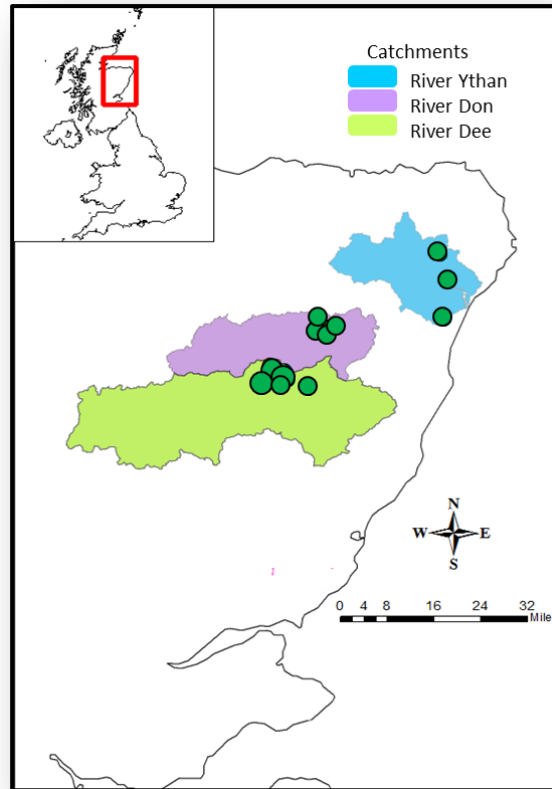 Catchments
River Ythan
River Don
River Dee
N
W E
S
0 4 8 16 24 32
Mile